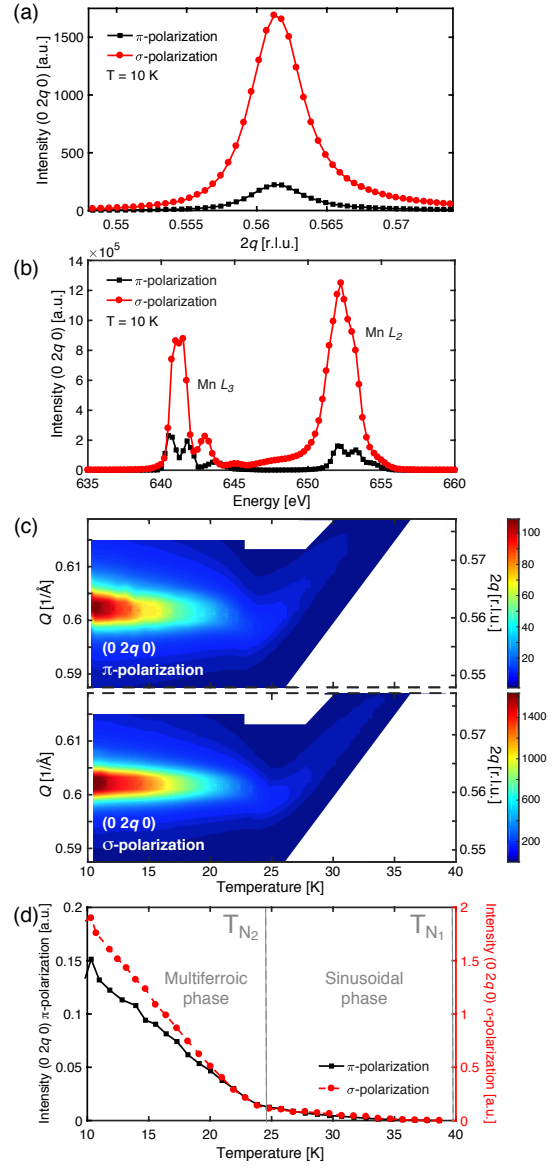 (a)
Intensity (0 2q 0) [a.u.]
1500
1000
500
0
π-polarization
σ-polarization
T = 10 K
0.55 0.555 0.56 0.565 0.57
2q [r.l.u.]
(b)
×10⁵
Intensity (0 2q 0) [a.u.]
14
12
10
8
6
4
2
0
π-polarization
σ-polarization
T = 10 K
Mn L₃
Mn L₂
635 640 645 650 655 660
Energy [eV]
(c)
Q [1/Å]
0.61
0.6
0.59
(0 2q 0)
π-polarization
0.57
0.56
0.55
2q [r.l.u.]
100
80
60
40
20
Q [1/Å]
0.61
0.6
0.59
(0 2q 0)
σ-polarization
0.57
0.56
0.55
2q [r.l.u.]
1400
1000
600
200
10 15 20 25 30 35 40
Temperature [K]
(d)
Intensity (0 2q 0) π-polarization [a.u.]
0.2
0.15
0.1
0.05
0
T_N₂
T_N₁
Multiferroic
phase
Sinusoidal
phase
π-polarization
σ-polarization
2
1.5
1
0.5
0
Intensity (0 2q 0) σ-polarization [a.u.]
10 15 20 25 30 35 40
Temperature [K]